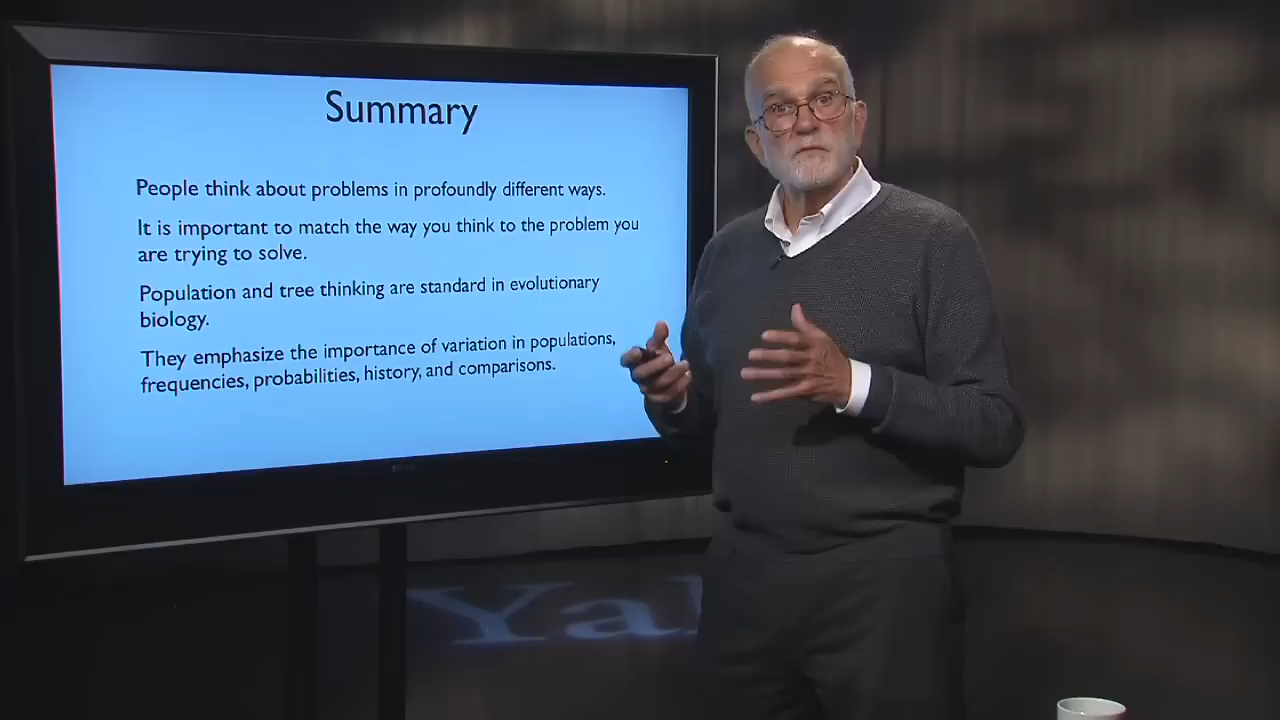 Summary
People think about problems in profoundly different ways.
It is important to match the way you think to the problem you
are trying to solve.
Population and tree thinking are standard in evolutionary
biology.
They emphasize the importance of variation in populations,
frequencies, probabilities, history, and comparisons.
Yal